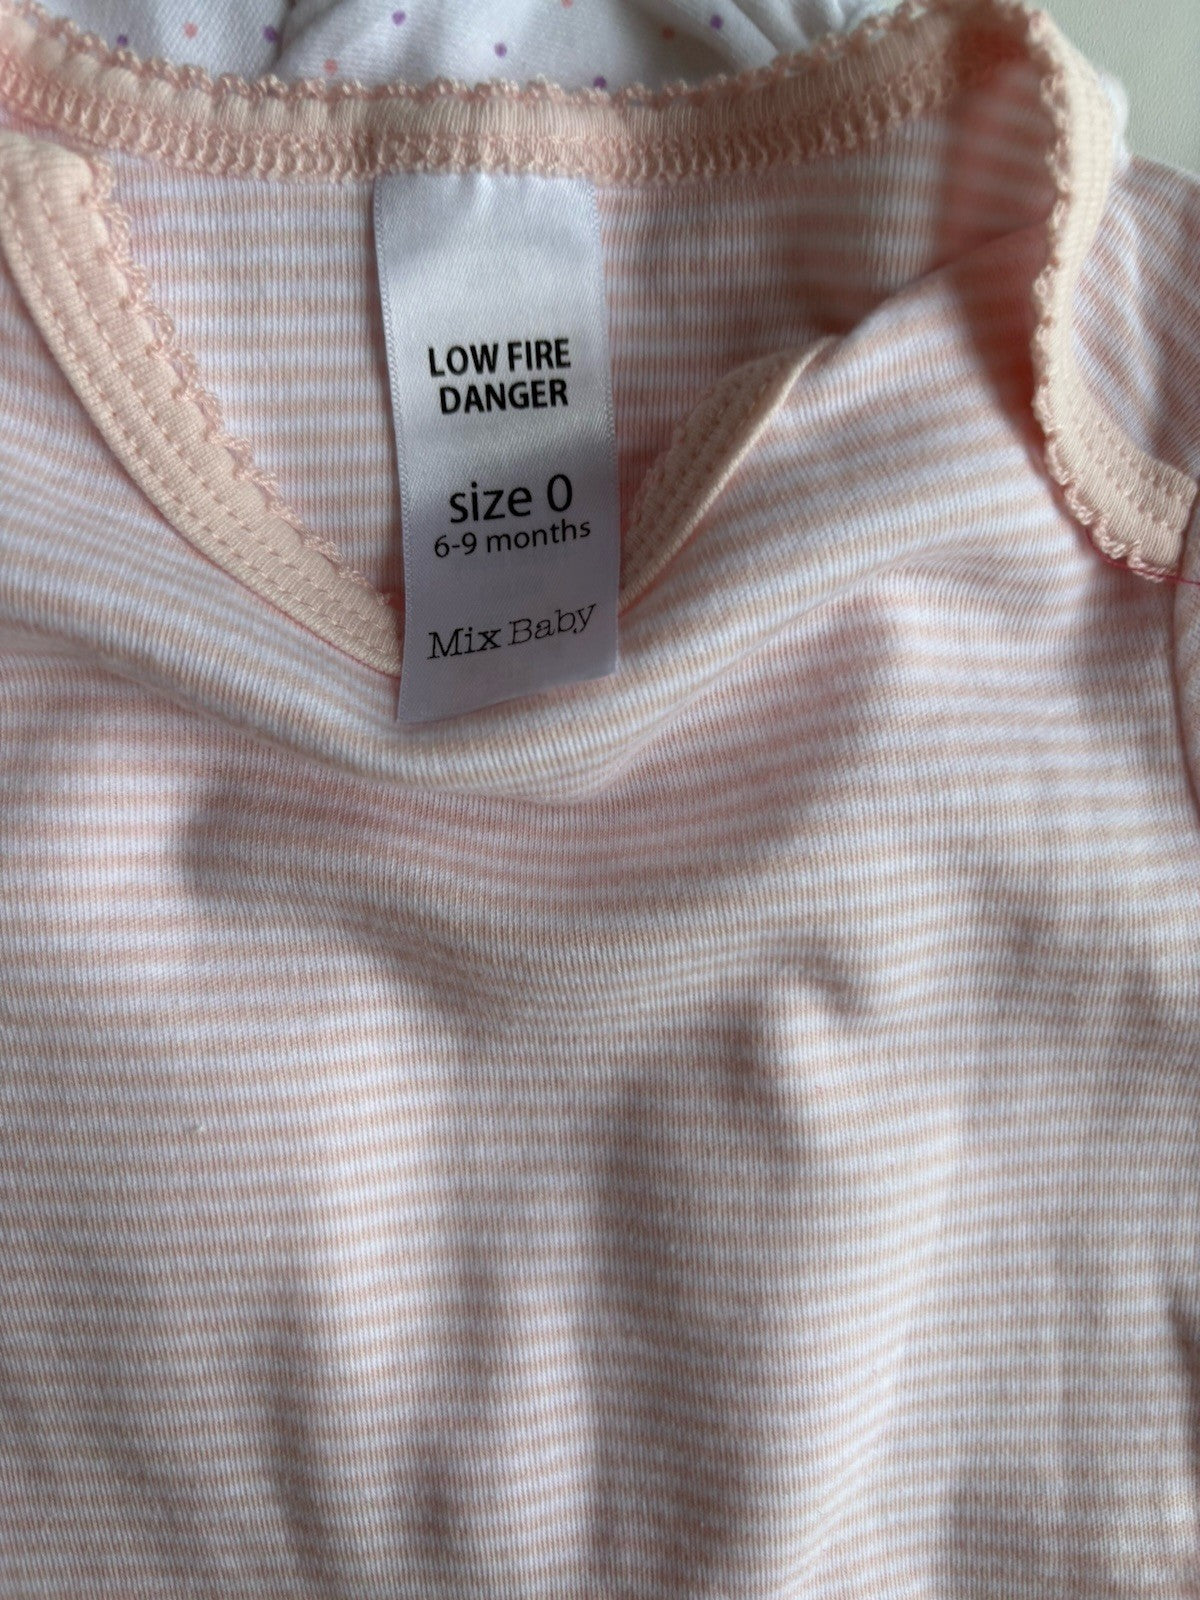 LOW FIRE
DANGER
size 0
6-9 months
Mix Baby